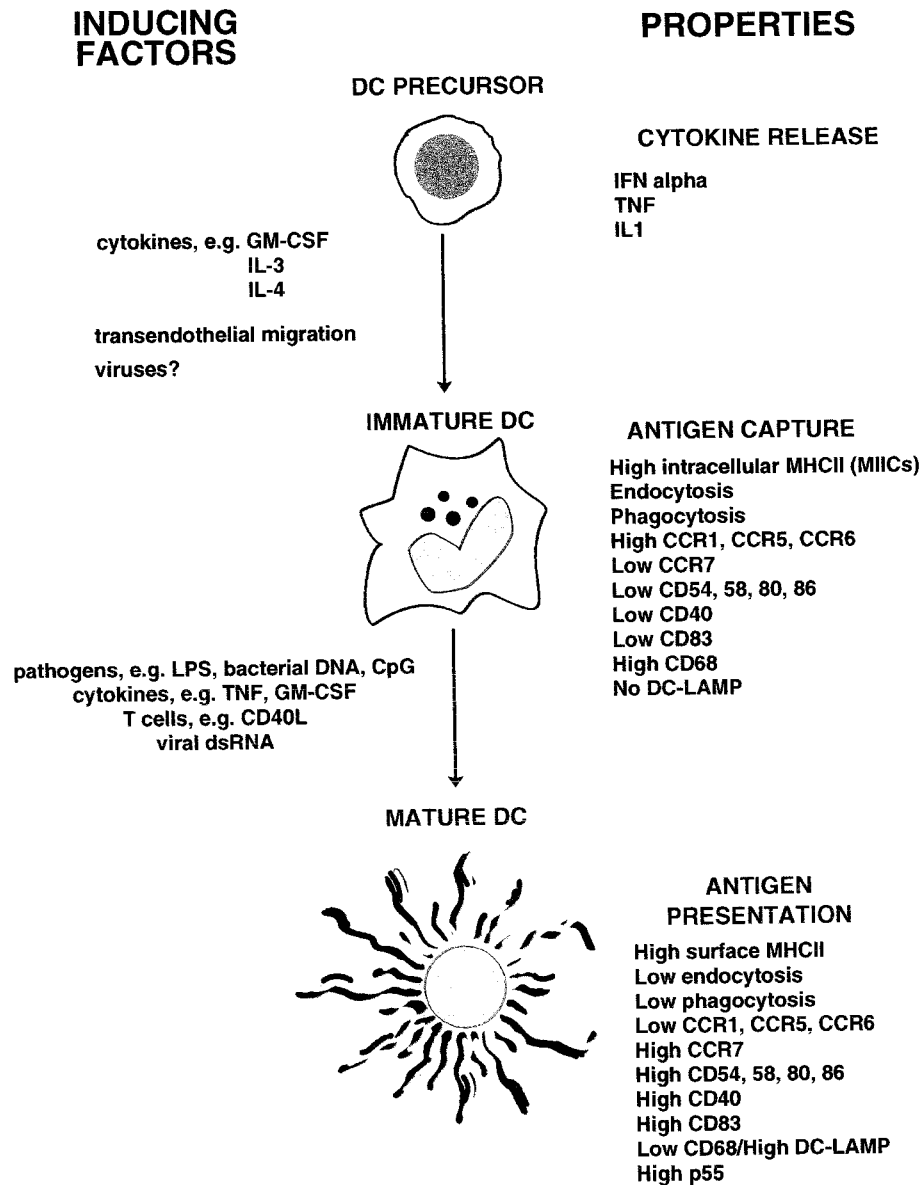 INDUCING
FACTORS
PROPERTIES
DC PRECURSOR
CYTOKINE RELEASE
IFN alpha
TNF
IL1
cytokines, e.g. GM-CSF
IL-3
IL-4
transendothelial migration
viruses?
IMMATURE DC
ANTIGEN CAPTURE
High intracellular MHCII (MIICs)
Endocytosis
Phagocytosis
High CCR1, CCR5, CCR6
Low CCR7
Low CD54, 58, 80, 86
Low CD40
Low CD83
High CD68
No DC-LAMP
pathogens, e.g. LPS, bacterial DNA, CpG
cytokines, e.g. TNF, GM-CSF
T cells, e.g. CD40L
viral dsRNA
MATURE DC
ANTIGEN
PRESENTATION
High surface MHCII
Low endocytosis
Low phagocytosis
Low CCR1, CCR5, CCR6
High CCR7
High CD54, 58, 80, 86
High CD40
High CD83
Low CD68/High DC-LAMP
High p55